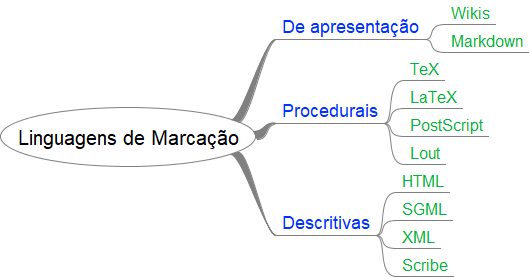 Linguagens de Marcação
De apresentação
Wikis
Markdown
Procedurais
TeX
LaTeX
PostScript
Lout
Descritivas
HTML
SGML
XML
Scribe